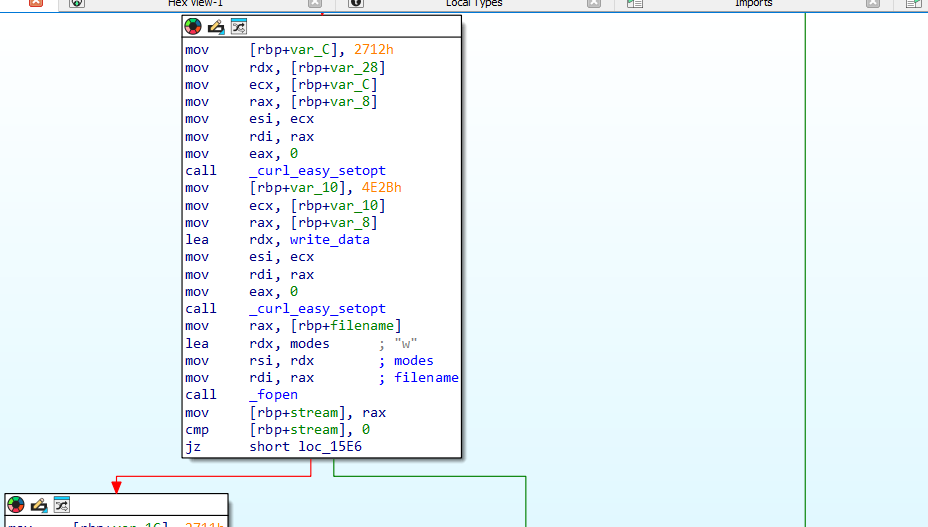 Hex View-1 Local Types Imports
mov [rbp+var_C], 2712h
mov rdx, [rbp+var_28]
mov ecx, [rbp+var_C]
mov rax, [rbp+var_8]
mov esi, ecx
mov rdi, rax
mov eax, 0
call _curl_easy_setopt
mov [rbp+var_10], 4E2Bh
mov ecx, [rbp+var_10]
mov rax, [rbp+var_8]
lea rdx, write_data
mov esi, ecx
mov rdi, rax
mov eax, 0
call _curl_easy_setopt
mov rax, [rbp+filename]
lea rdx, modes ; "w"
mov rsi, rdx ; modes
mov rdi, rax ; filename
call _fopen
mov [rbp+stream], rax
cmp [rbp+stream], 0
jz short loc_15E6
mov [rbp+var_16], 2711h